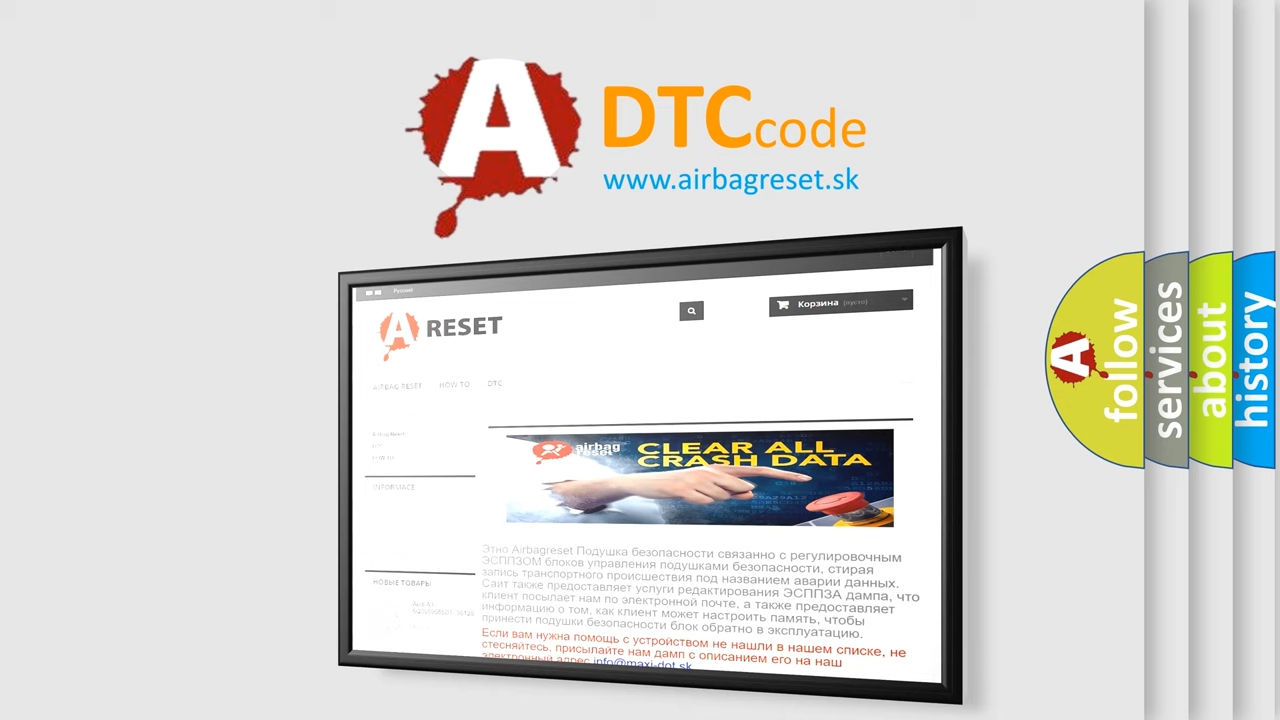 A
DTCcode
www.airbagreset.sk
Русский
A RESET
Корзина (пусто)
AIRBAG RESET HOW TO DTC
Airbag Reset
HOW TO
INFORMACE
airbag
reset
CLEAR ALL
CRASH DATA
Этно Airbagreset Подушка безопасности связанно с регулировочным
ЭСППЗОМ блоков управления подушками безопасности, стирая
запись транспортного происшествия под названием аварии данных.
Сайт также предоставляет услуги редактирования ЭСППЗА дампа, что
клиент посылает нам по электронной почте, а также предоставляет
информацию о том, как клиент может настроить память, чтобы
принести подушки безопасности блок обратно в эксплуатацию.
Если вам нужна помощь с устройством не нашли в нашем списке, не
стесняйтесь, присылайте нам дамп с описанием его на наш
электронный адрес info@maxi-dot.sk
НОВЫЕ ТОВАРЫ
A
follow
services
about
history